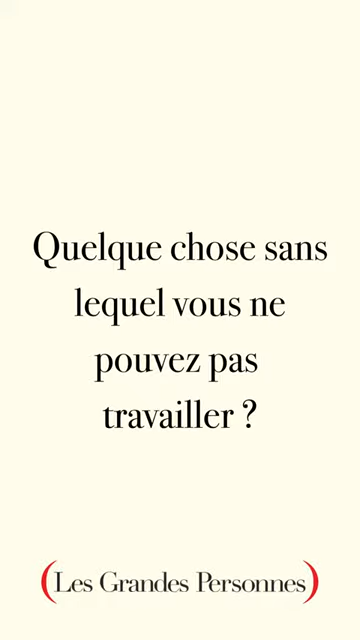 Quelque chose sans
lequel vous ne
pouvez pas
travailler ?
(Les Grandes Personnes)